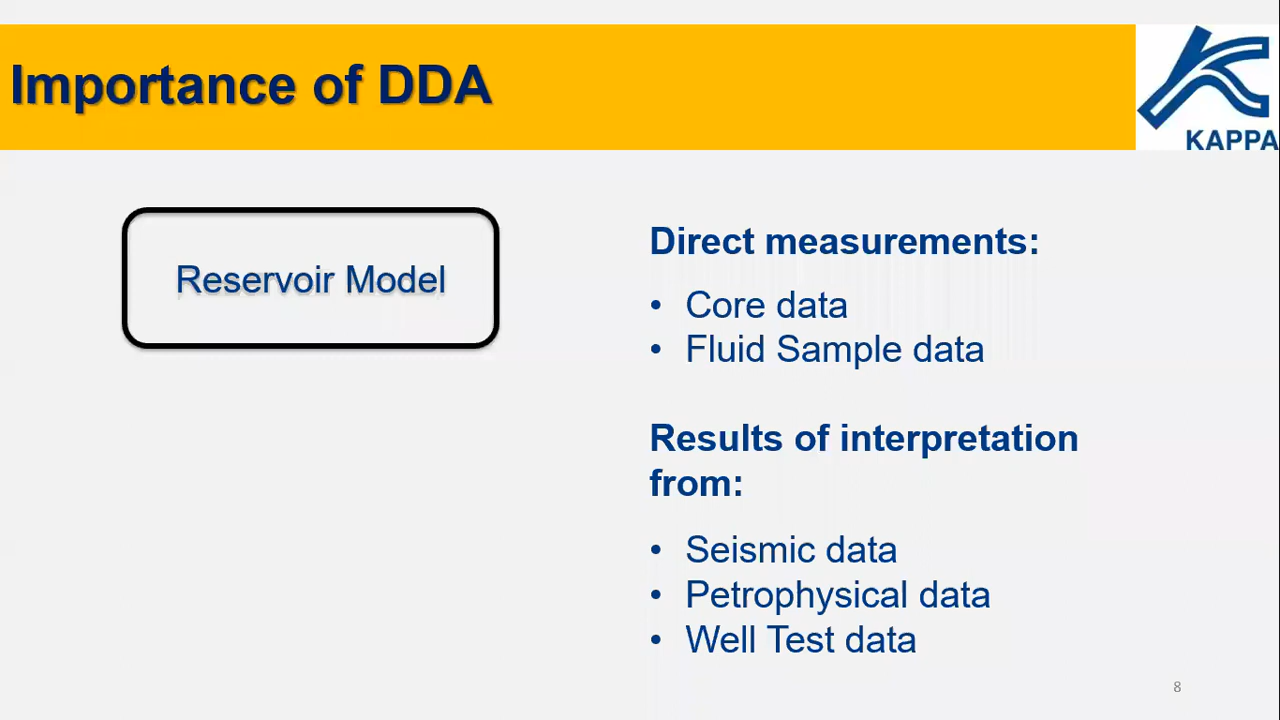 Importance of DDA
KAPPA
Reservoir Model
Direct measurements:
• Core data
• Fluid Sample data
Results of interpretation
from:
• Seismic data
• Petrophysical data
• Well Test data
8